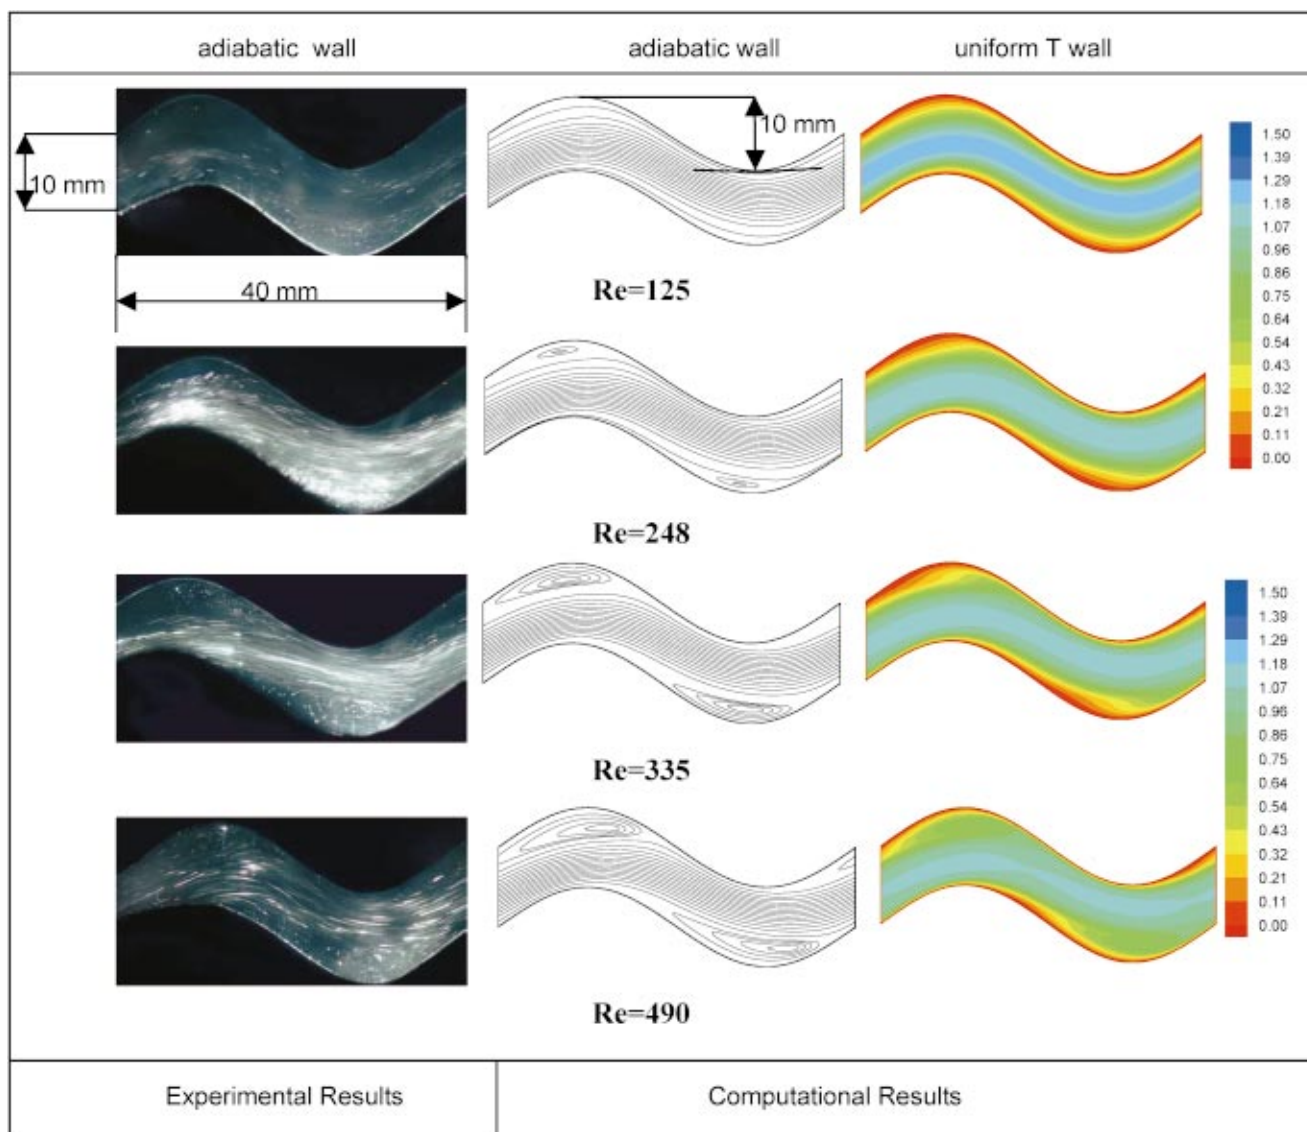 adiabatic wall
adiabatic wall
uniform T wall
10 mm
10 mm
40 mm
Re=125
1.50
1.39
1.29
1.18
1.07
0.96
0.86
0.75
0.64
0.54
0.43
0.32
0.21
0.11
0.00
Re=248
Re=335
1.50
1.39
1.29
1.18
1.07
0.96
0.86
0.75
0.64
0.54
0.43
0.32
0.21
0.11
0.00
Re=490
Experimental Results
Computational Results